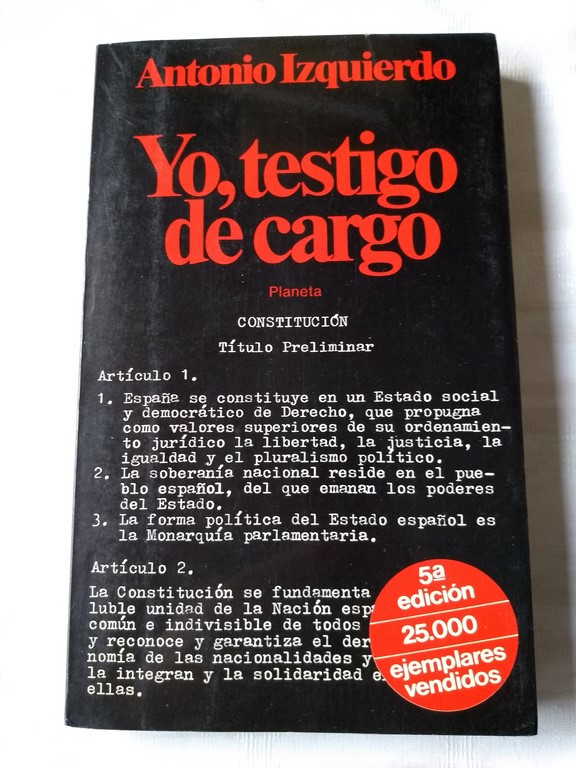 Antonio Izquierdo
Yo, testigo
de cargo
Planeta
CONSTITUCIÓN
Título Preliminar
Artículo 1.
1. España se constituye en un Estado social
y democrático de Derecho, que propugna
como valores superiores de su ordenamien-
to jurídico la libertad, la justicia, la
igualdad y el pluralismo político.
2. La soberanía nacional reside en el pue-
blo español, del que emanan los poderes
del Estado.
3. La forma política del Estado español es
la Monarquía parlamentaria.
Artículo 2.
La Constitución se fundamenta
luble unidad de la Nación esp
común e indivisible de todos
y reconoce y garantiza el der
nomía de las nacionalidades y
la integran y la solidaridad e
ellas.
5ª
edición
25.000
ejemplares
vendidos